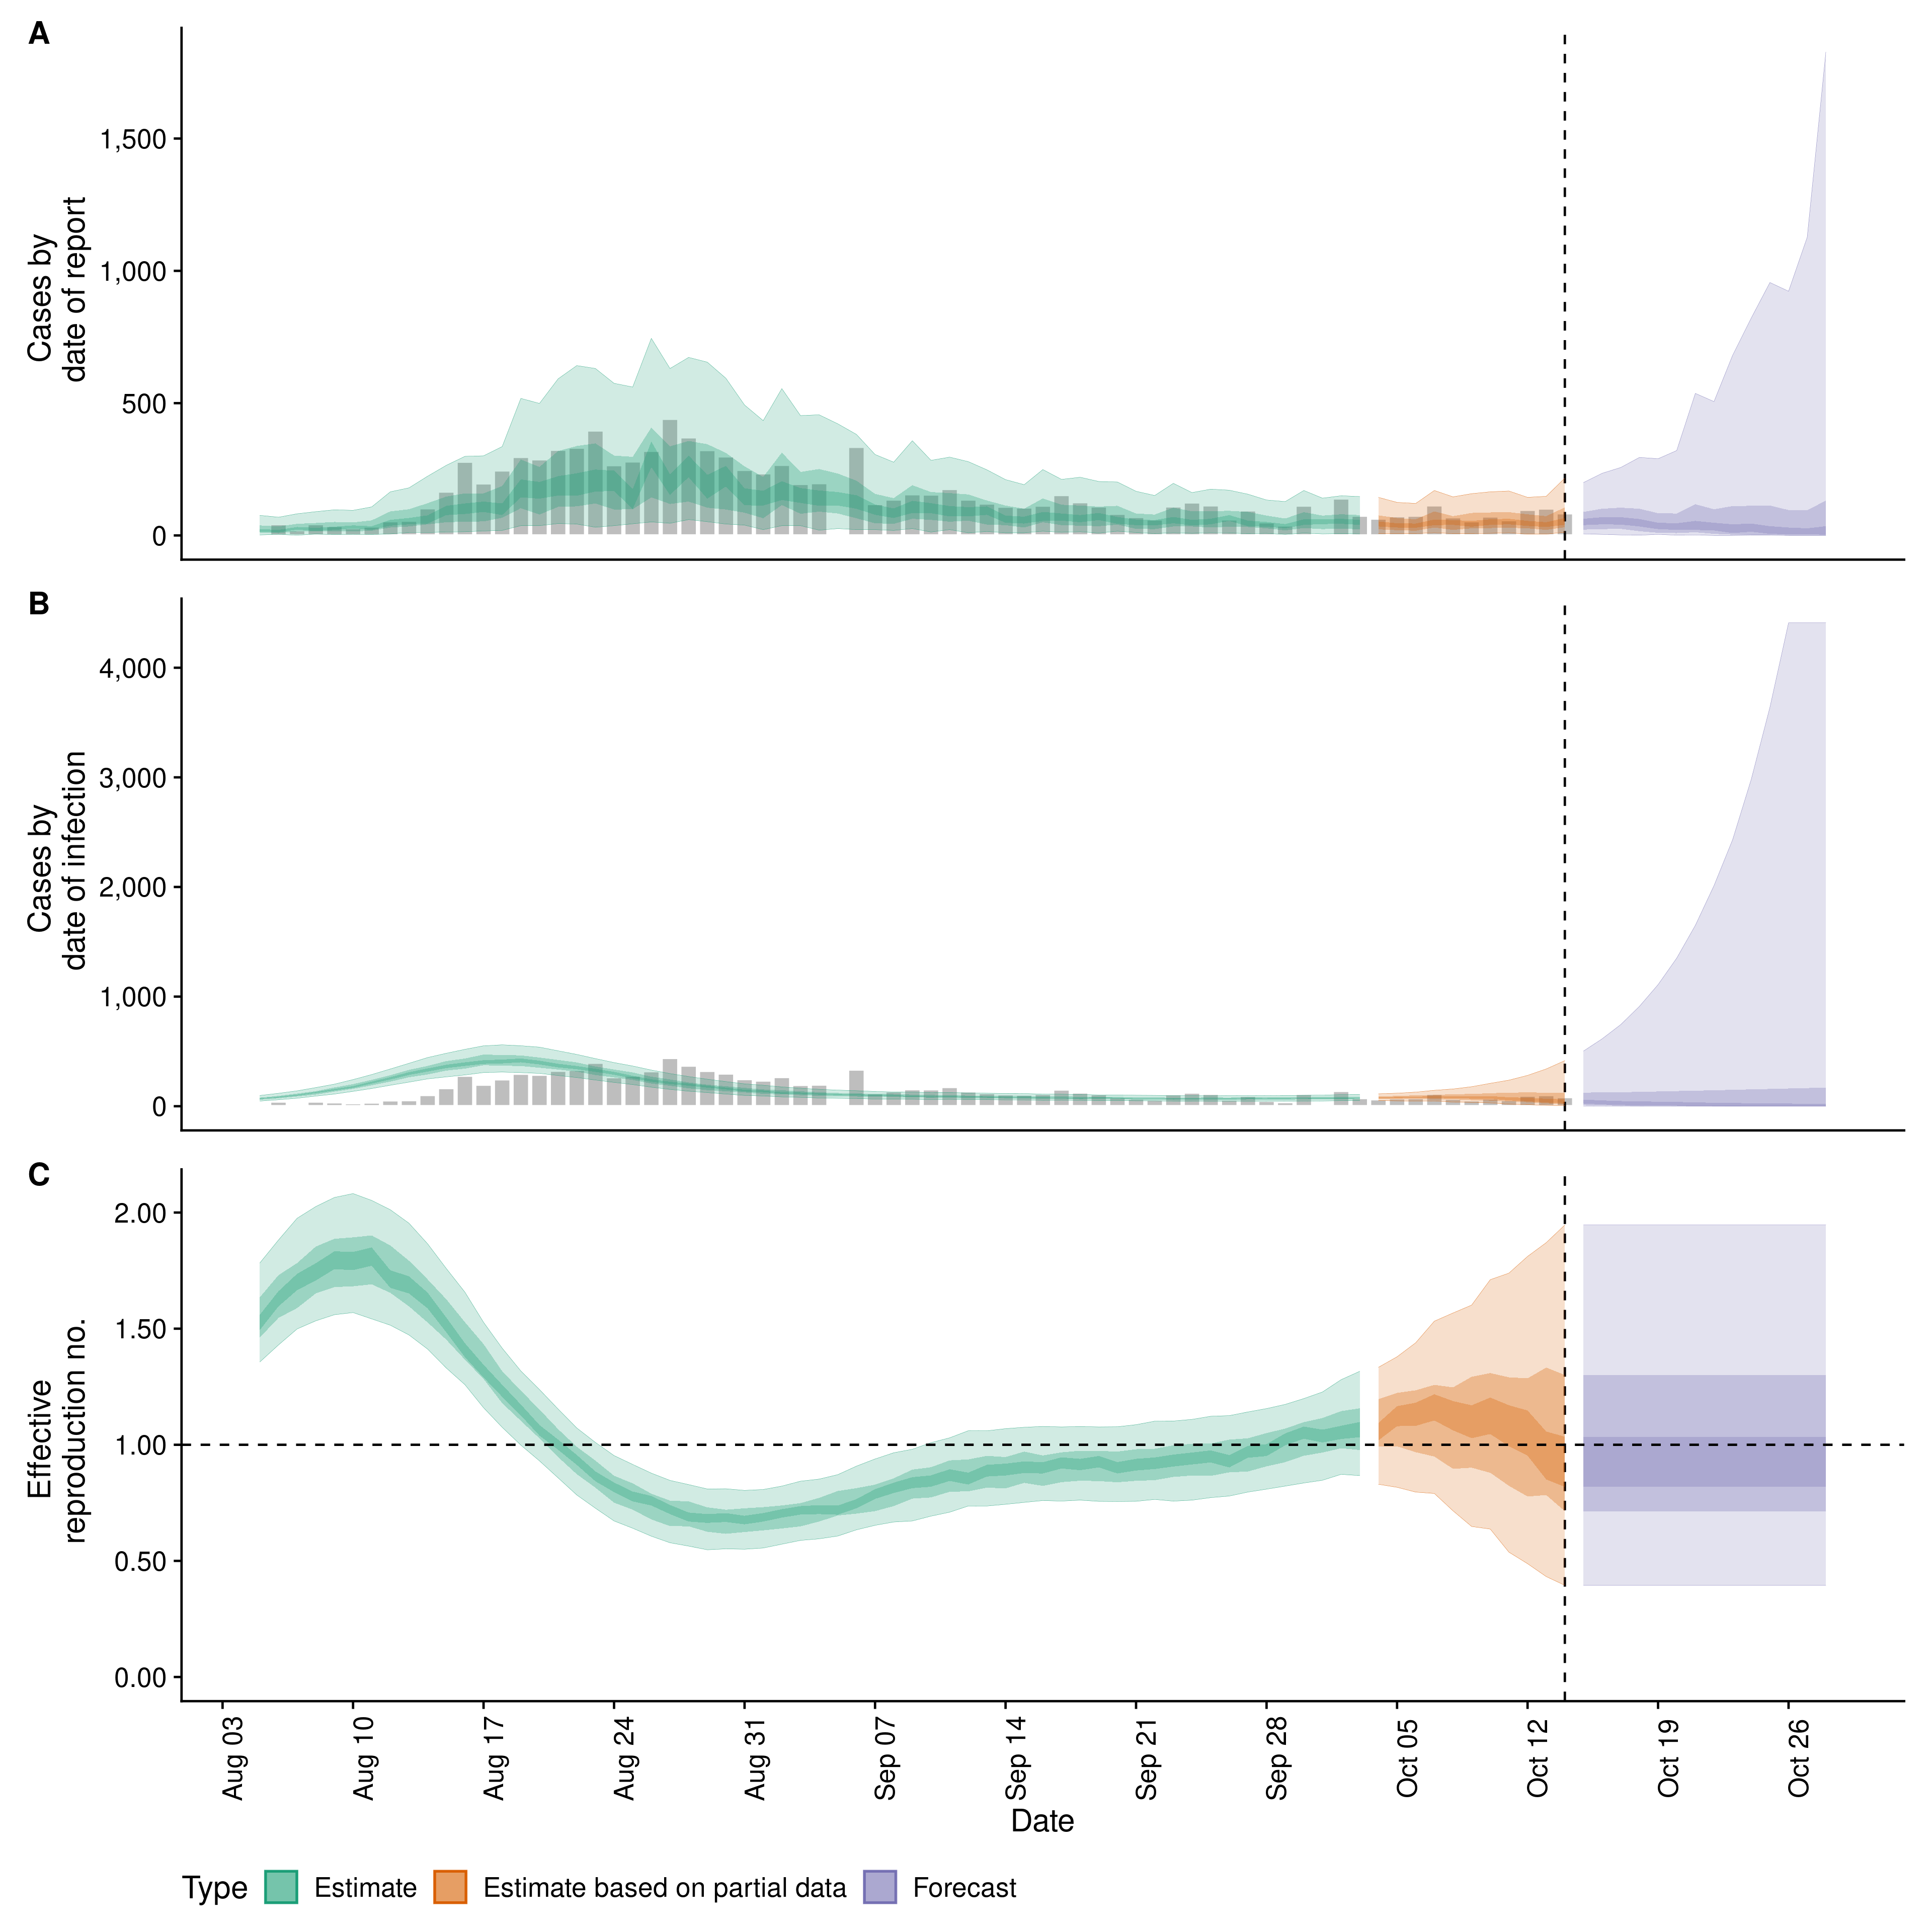 A
Cases by
date of report
1,500
1,000
500
0
B
Cases by
date of infection
4,000
3,000
2,000
1,000
0
C
Effective
reproduction no.
2.00
1.50
1.00
0.50
0.00
Aug 03
Aug 10
Aug 17
Aug 24
Aug 31
Sep 07
Sep 14
Sep 21
Sep 28
Oct 05
Oct 12
Oct 19
Oct 26
Date
Type Estimate Estimate based on partial data Forecast